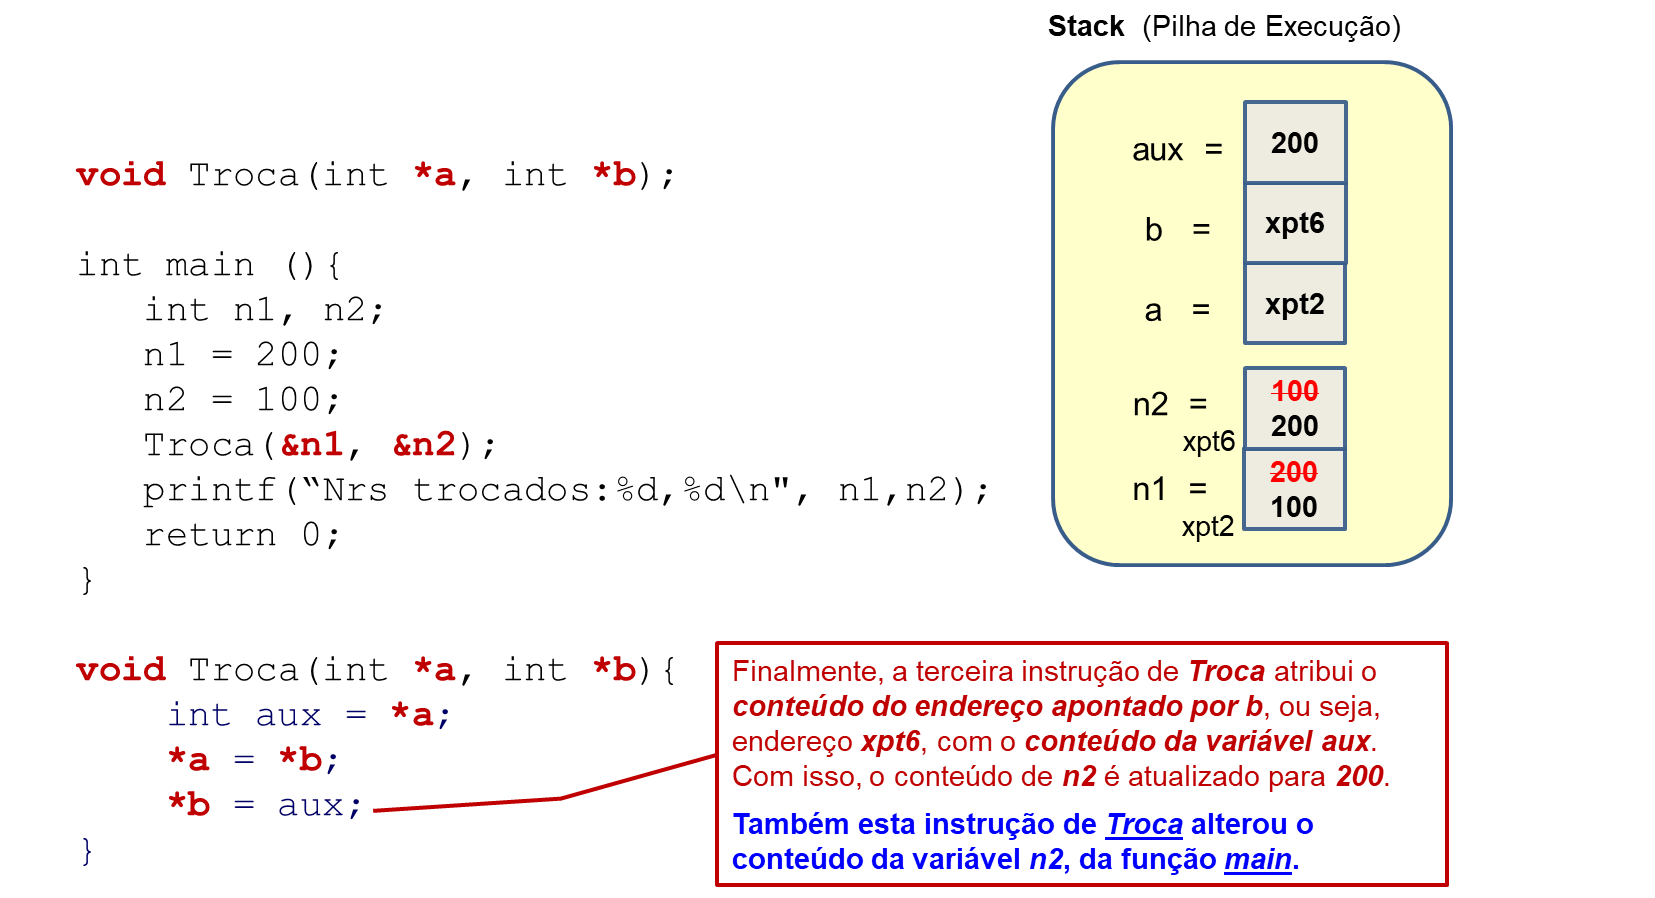 Stack (Pilha de Execução)
void Troca(int *a, int *b);
int main (){
int n1, n2;
n1 = 200;
n2 = 100;
Troca(&n1, &n2);
printf(“Nrs trocados:%d,%d\n", n1,n2);
return 0;
}
void Troca(int *a, int *b){
int aux = *a;
*a = *b;
*b = aux;
}
aux = 200
b = xpt6
a = xpt2
n2 = 100
200
xpt6
n1 = 200
100
xpt2
Finalmente, a terceira instrução de Troca atribui o
conteúdo do endereço apontado por b, ou seja,
endereço xpt6, com o conteúdo da variável aux.
Com isso, o conteúdo de n2 é atualizado para 200.
Também esta instrução de Troca alterou o
conteúdo da variável n2, da função main.